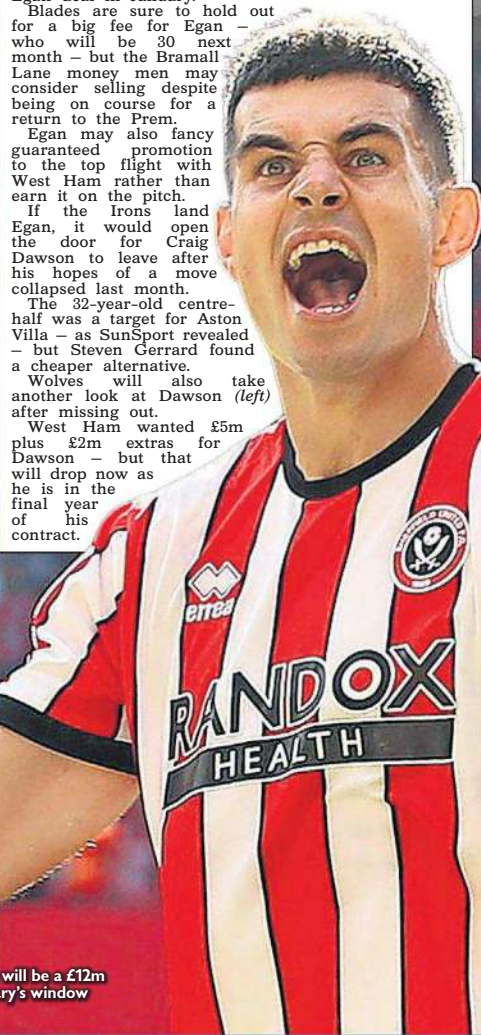 Egan deal in January.
Blades are sure to hold out
for a big fee for Egan –
who will be 30 next
month – but the Bramall
Lane money men may
consider selling despite
being on course for a
return to the Prem.
Egan may also fancy
guaranteed promotion
to the top flight with
West Ham rather than
earn it on the pitch.
If the Irons land
Egan, it would open
the door for Craig
Dawson to leave after
his hopes of a move
collapsed last month.
The 32-year-old centre-
half was a target for Aston
Villa – as SunSport revealed
– but Steven Gerrard found
a cheaper alternative.
Wolves will also take
another look at Dawson (left)
after missing out.
West Ham wanted £5m
plus £2m extras for
Dawson – but that
will drop now as
he is in the
final year
of his
contract.
errea
RANDOX
HEALTH
will be a £12m
ry's window